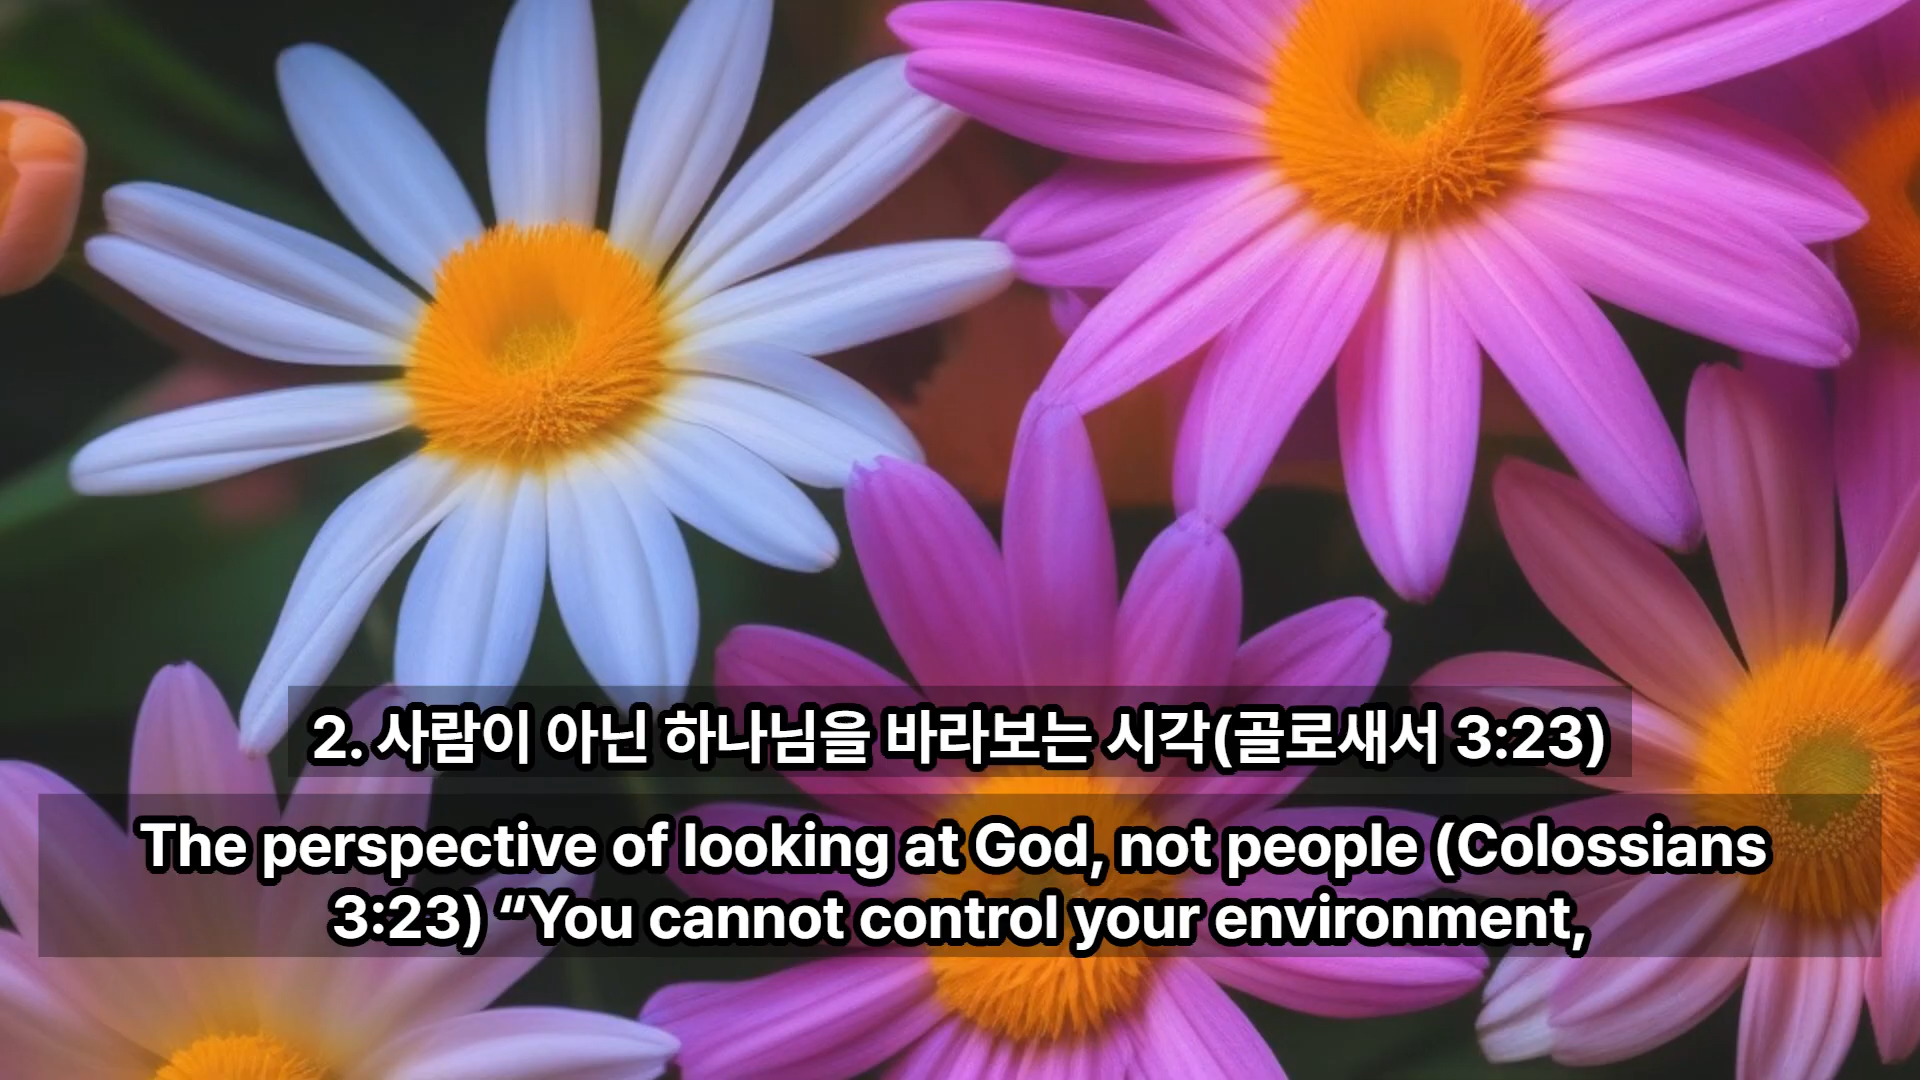 2. 사람이 아닌 하나님을 바라보는 시각(골로새서 3:23)
The perspective of looking at God, not people (Colossians
3:23) “You cannot control your environment,